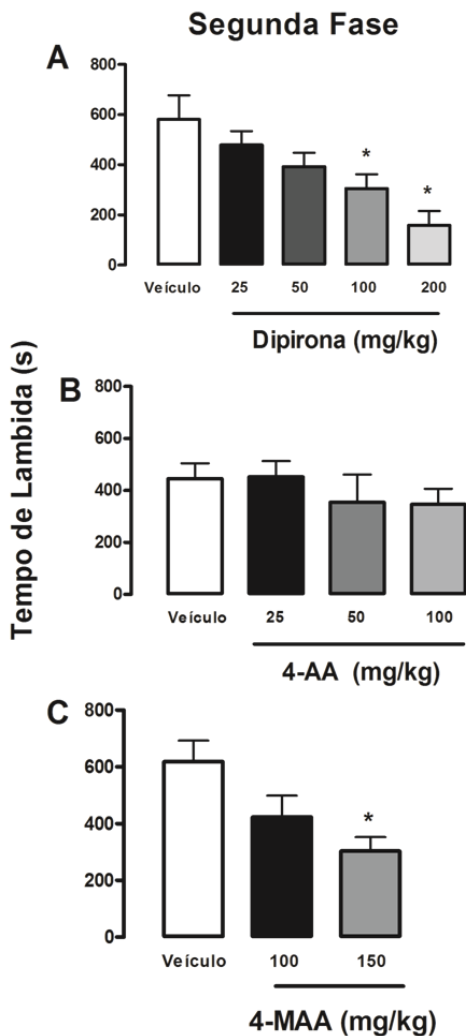 Segunda Fase
Tempo de Lambida (s)
A
800
600
400
200
0
*
*
Veículo 25 50 100 200
Dipirona (mg/kg)
B
800
600
400
200
0
Veículo 25 50 100
4-AA (mg/kg)
C
800
600
400
200
0
*
Veículo 100 150
4-MAA (mg/kg)